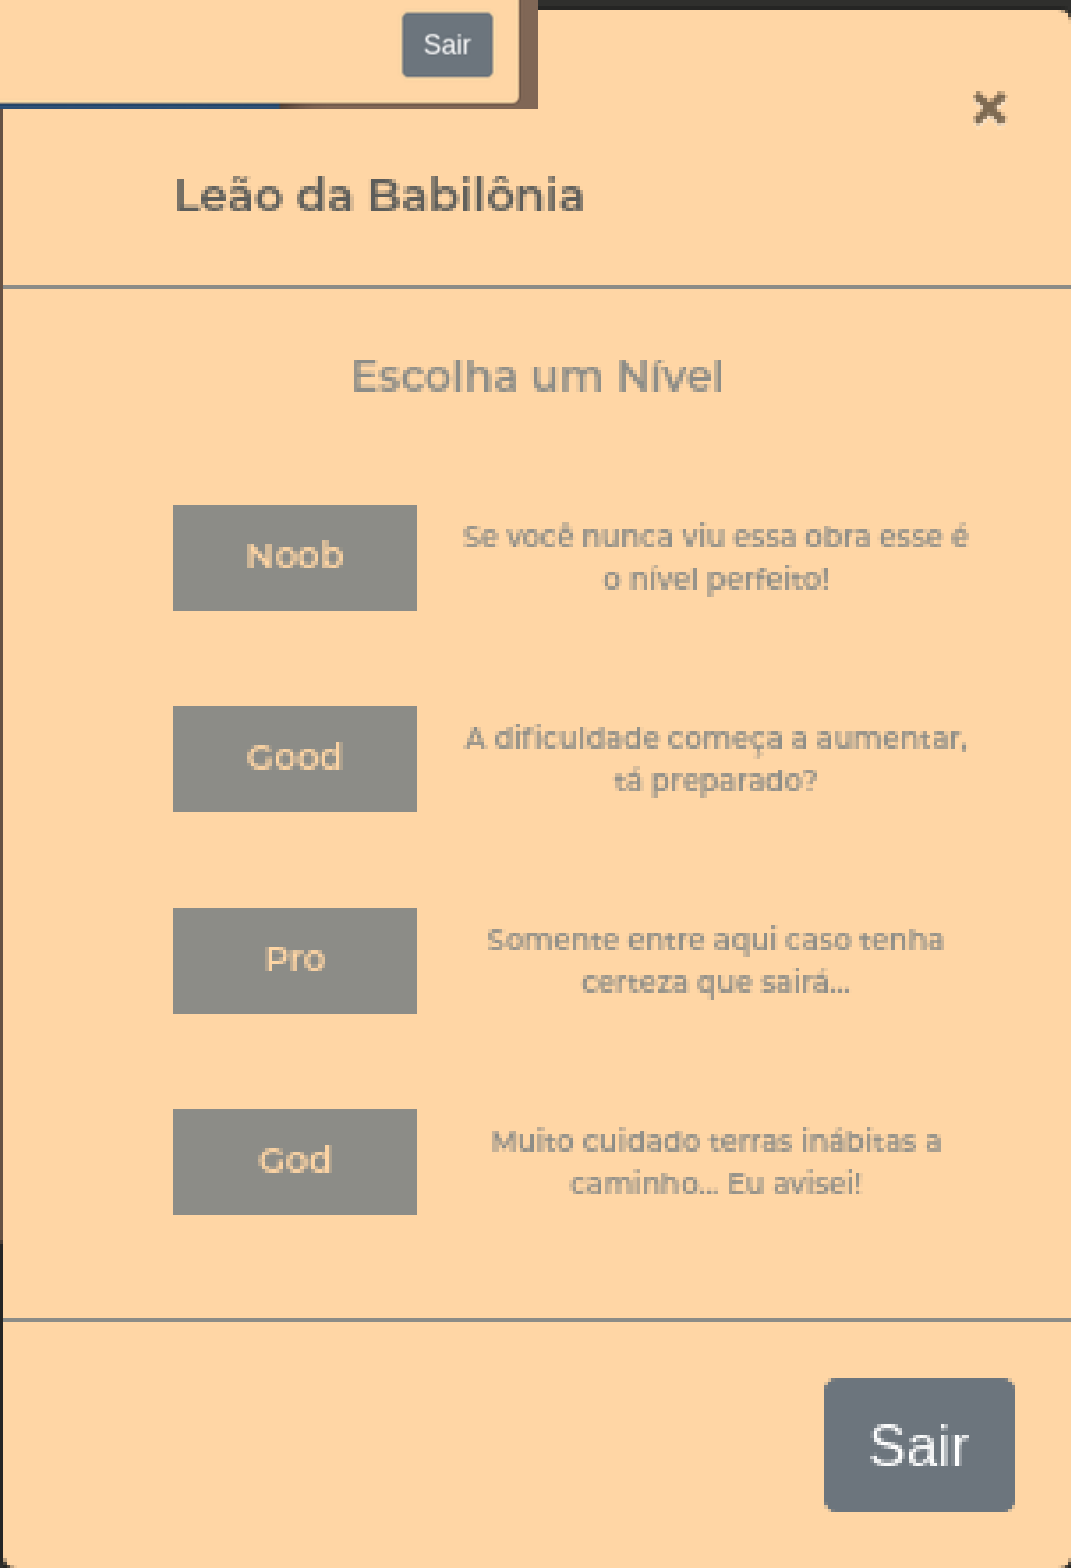 Sair
×
Leão da Babilônia
Escolha um Nível
Noob
Se você nunca viu essa obra esse é
o nível perfeito!
Good
A dificuldade começa a aumentar,
tá preparado?
Pro
Somente entre aqui caso tenha
certeza que sairá...
God
Muito cuidado terras inábitas a
caminho... Eu avisei!
Sair